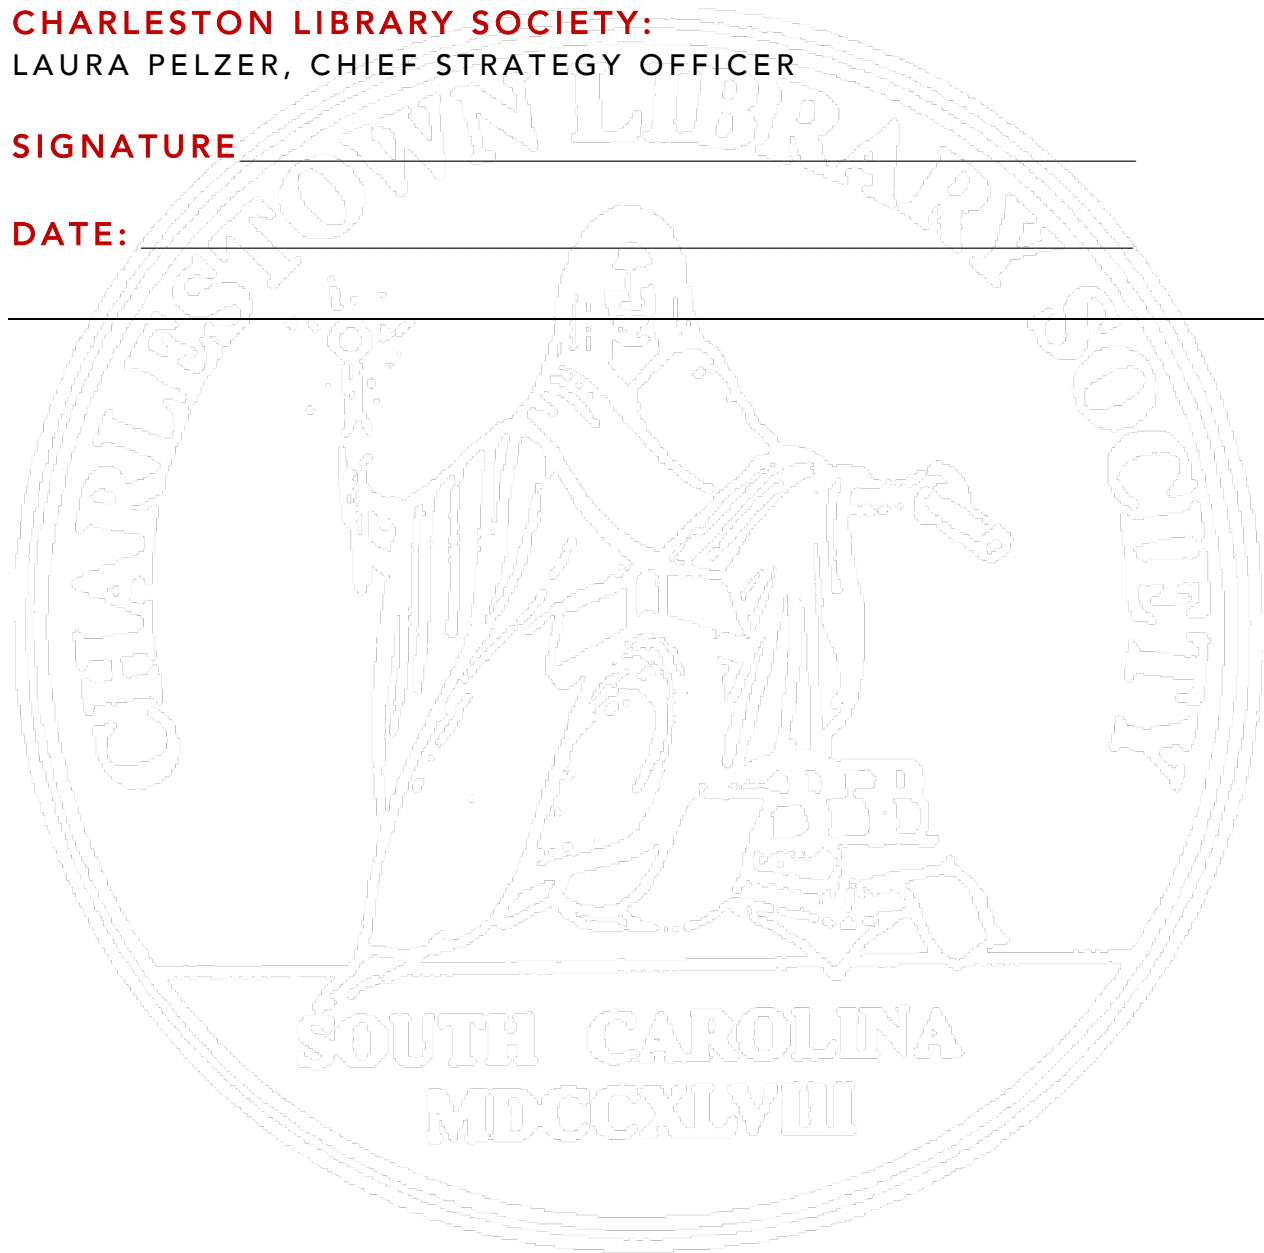 CHARLESTON LIBRARY SOCIETY:
LAURA PELZER, CHIEF STRATEGY OFFICER
SIGNATURE
DATE:
CHARLESTOWN LIBRARY SOCIETY
SOUTH CAROLINA
MDCCXLVIII